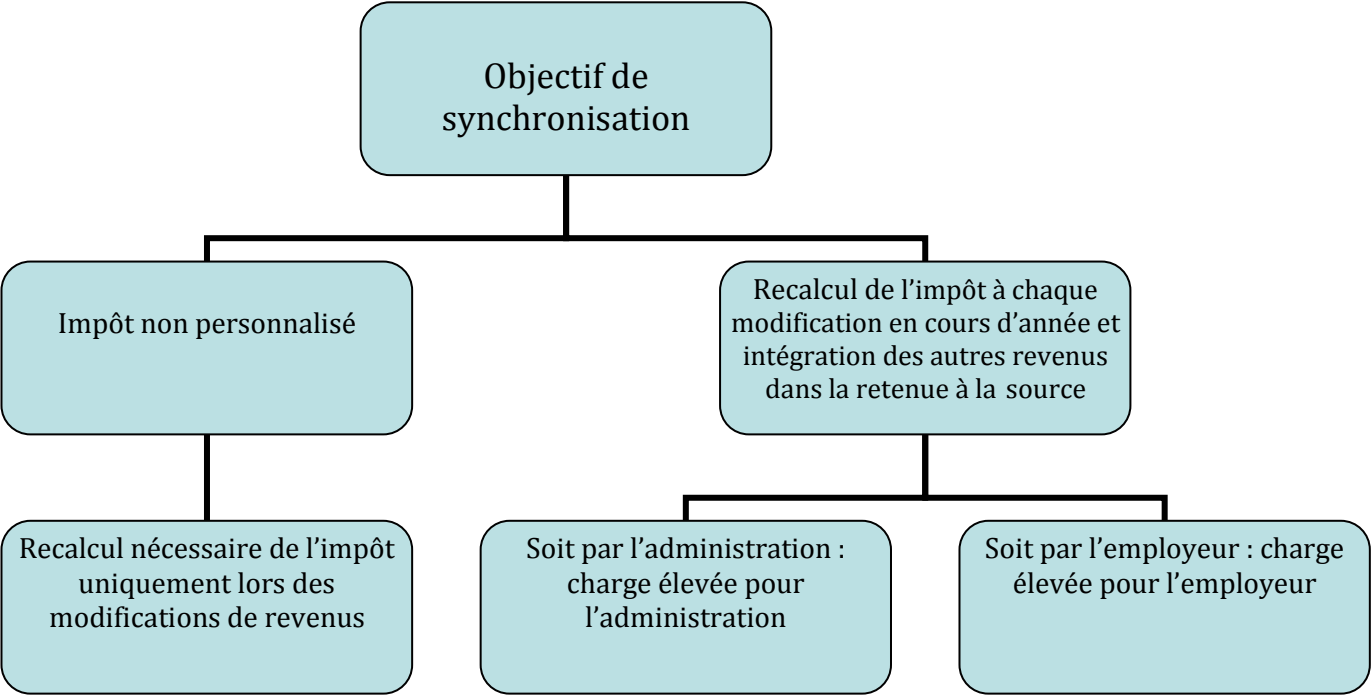 Objectif de
synchronisation
Impôt non personnalisé
Recalcul de l’impôt à chaque
modification en cours d’année et
intégration des autres revenus
dans la retenue à la source
Recalcul nécessaire de l’impôt
uniquement lors des
modifications de revenus
Soit par l’administration :
charge élevée pour
l’administration
Soit par l’employeur : charge
élevée pour l’employeur